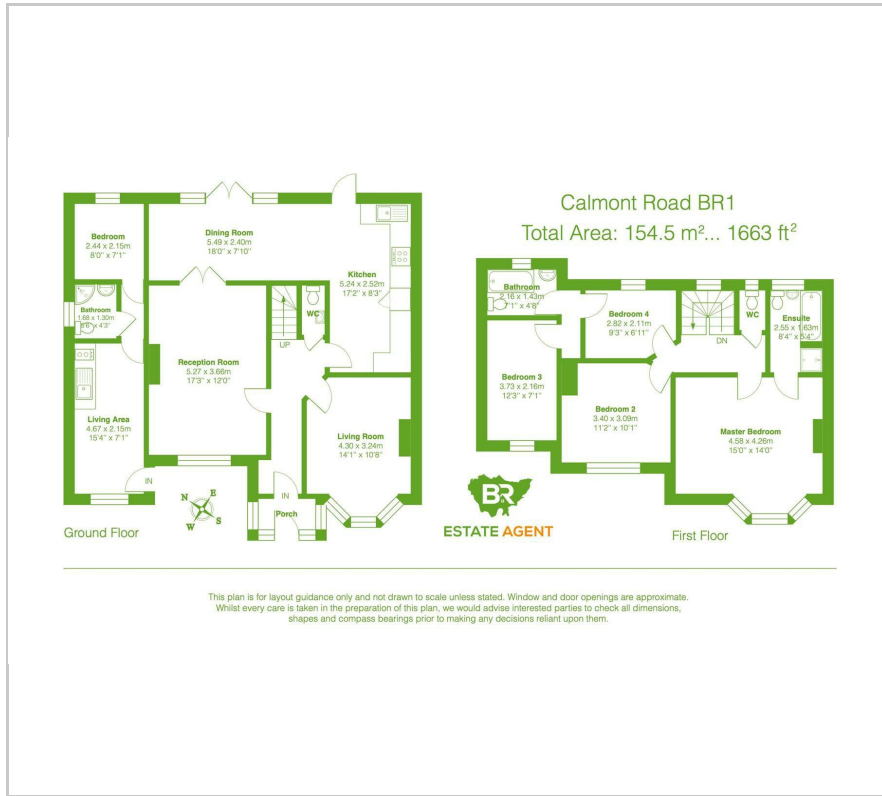 Calmont Road BR1
Total Area: 154.5 m²... 1663 ft²
Bedroom
2.44 x 2.15m
8'0" x 7'1"
Dining Room
5.49 x 2.40m
18'0" x 7'10"
Kitchen
5.24 x 2.52m
17'2" x 8'3"
Bathroom
1.68 x 1.30m
5'6" x 4'3"
WC
UP
Reception Room
5.27 x 3.66m
17'3" x 12'0"
Living Area
4.67 x 2.15m
15'4" x 7'1"
Living Room
4.30 x 3.24m
14'1" x 10'8"
IN
IN
Porch
N E
W S
Ground Floor
Bathroom
2.16 x 1.43m
7'1" x 4'8"
Bedroom 4
2.82 x 2.11m
9'3" x 6'11"
DN
WC
Ensuite
2.55 x 1.63m
8'4" x 5'4"
Bedroom 3
3.73 x 2.16m
12'3" x 7'1"
Bedroom 2
3.40 x 3.09m
11'2" x 10'1"
Master Bedroom
4.58 x 4.26m
15'0" x 14'0"
BR
ESTATE AGENT
First Floor
This plan is for layout guidance only and not drawn to scale unless stated. Window and door openings are approximate.
Whilst every care is taken in the preparation of this plan, we would advise interested parties to check all dimensions,
shapes and compass bearings prior to making any decisions reliant upon them.